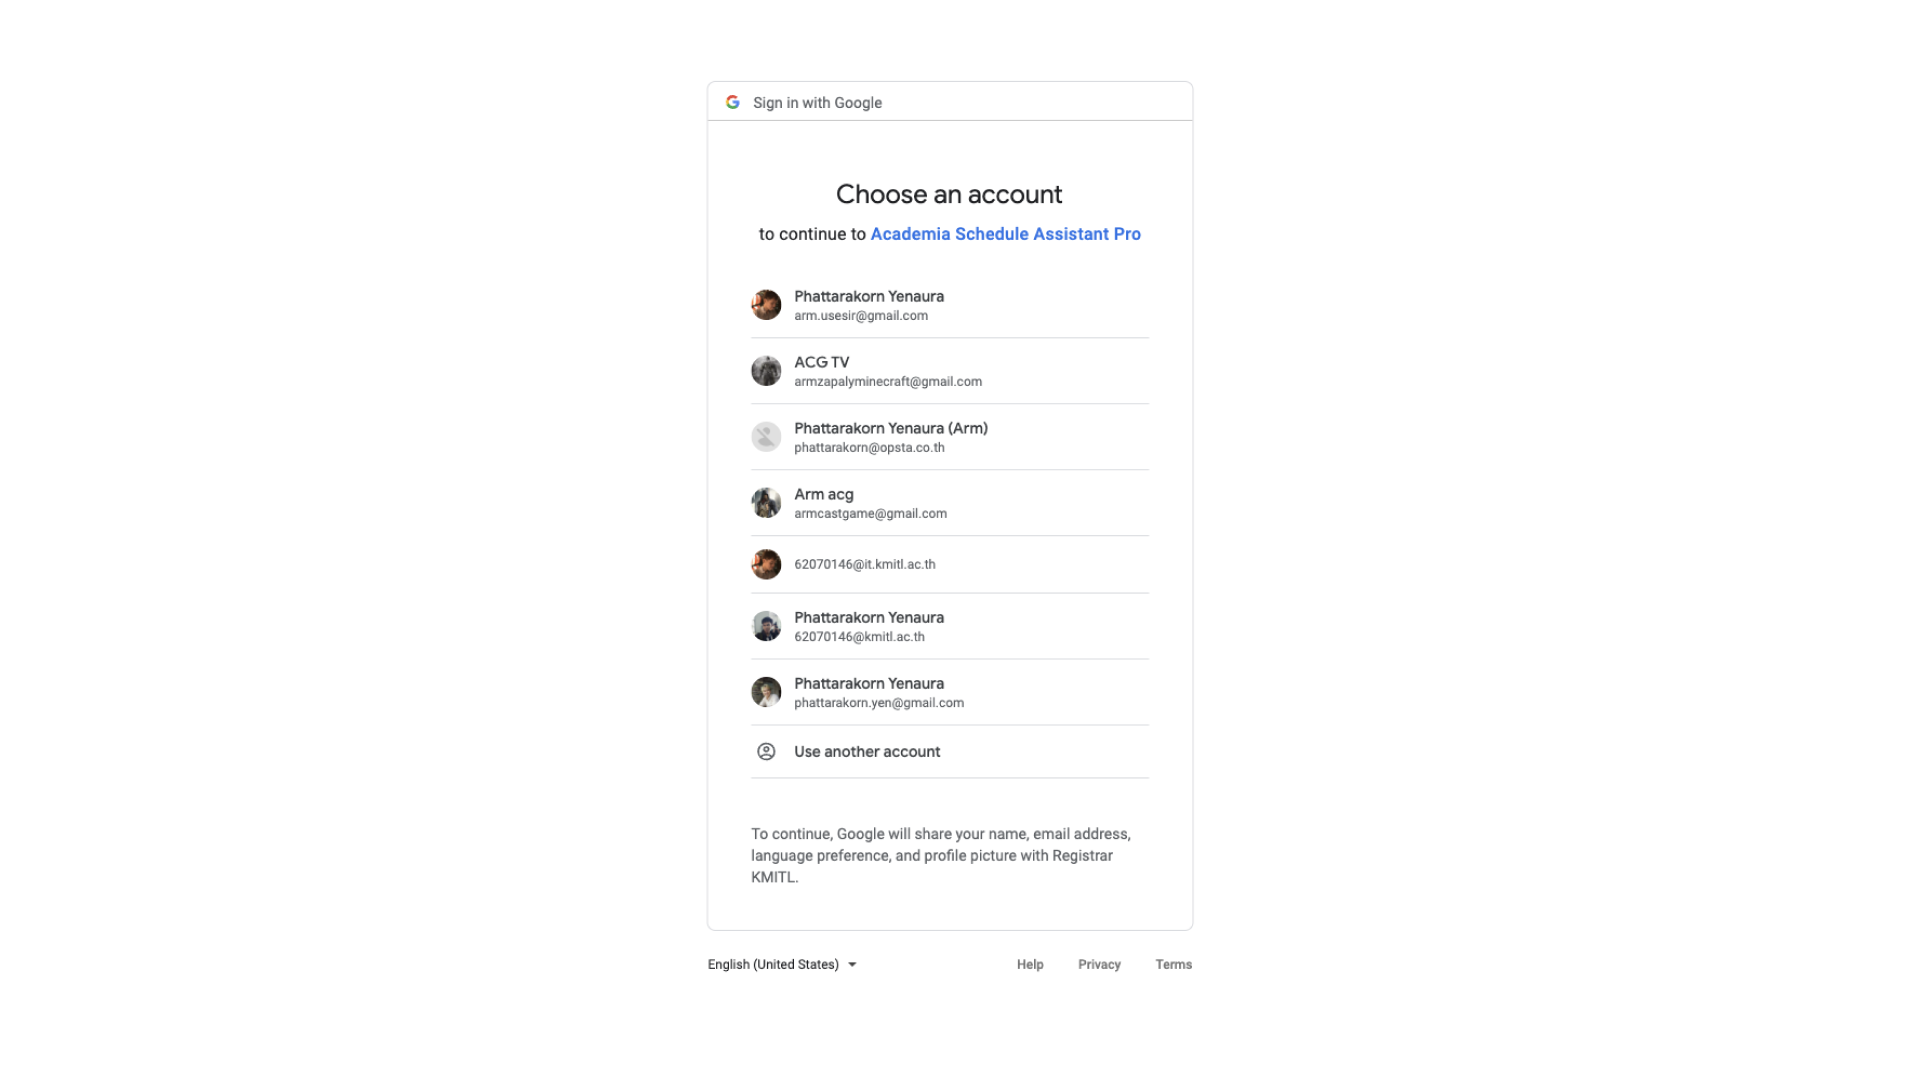 Sign in with Google
Choose an account
to continue to Academia Schedule Assistant Pro
Phattarakorn Yenaura
arm.usesir@gmail.com
ACG TV
armzapalyminecraft@gmail.com
Phattarakorn Yenaura (Arm)
phattarakorn@opsta.co.th
Arm acg
armcastgame@gmail.com
62070146@it.kmitl.ac.th
Phattarakorn Yenaura
62070146@kmitl.ac.th
Phattarakorn Yenaura
phattarakorn.yen@gmail.com
Use another account
To continue, Google will share your name, email address,
language preference, and profile picture with Registrar
KMITL.
English (United States) Help Privacy Terms